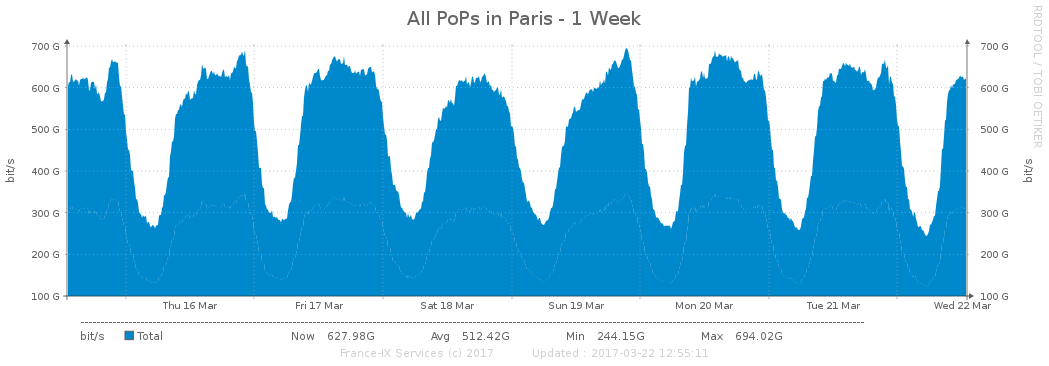 All PoPs in Paris - 1 Week
RRDTOOL / TOBI OETIKER
bit/s
700 G
600 G
500 G
400 G
300 G
200 G
100 G
700 G
600 G
500 G
400 G
300 G
200 G
100 G
bit/s
Thu 16 Mar Fri 17 Mar Sat 18 Mar Sun 19 Mar Mon 20 Mar Tue 21 Mar Wed 22 Mar
bit/s Total Now 627.98G Avg 512.42G Min 244.15G Max 694.02G
France-IX Services (c) 2017 Updated : 2017-03-22 12:55:11